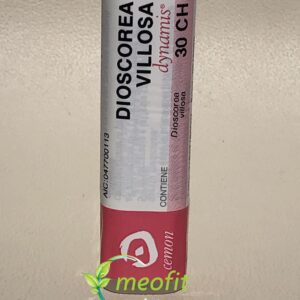 DIOSCOREA
VILLOSA
dynamis®
30 CH
Dioscorea
villosa
CONTIENE
AIC:047700113
cemon
meofit